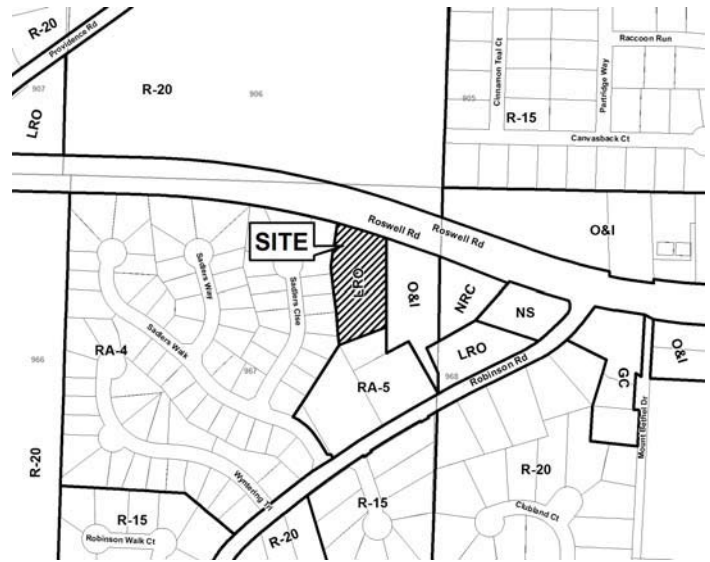 R-20
Providence Rd
907
LRO
R-20
906
905
Cinnamon Teal Ct
Partridge Way
Raccoon Run
R-15
Canvasback Ct
Roswell Rd
Roswell Rd
O&I
SITE
LRO
O&I
NRC
NS
LRO
Robinson Rd
GC
O&I
Mount Bethel Dr
Sadlers Way
Sadlers Clse
Sadlers Walk
RA-4
966
967
RA-5
968
R-20
R-20
Wyntering Trl
R-15
Clubland Ct
R-15
Robinson Walk Ct
R-20